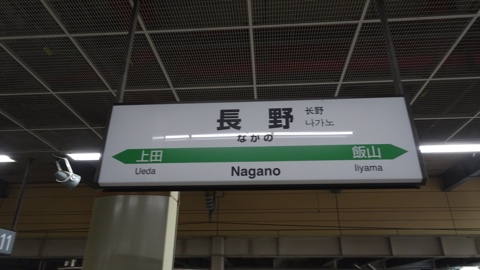 長野
长野
나가노
ながの
上田
飯山
Ueda
Nagano
Iiyama
11